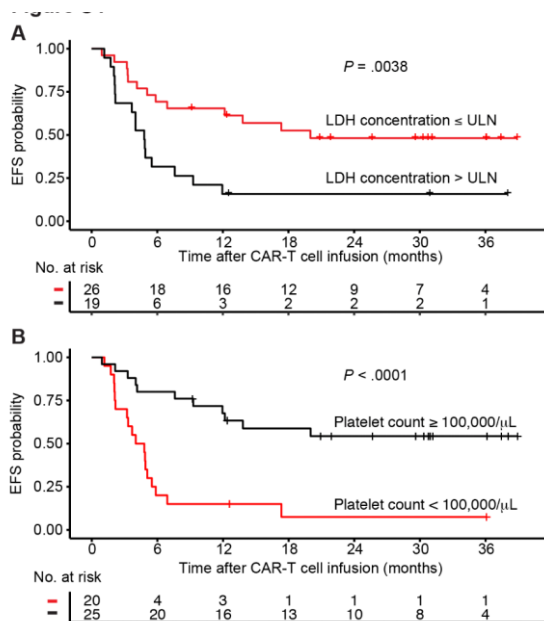 A
1.00
P = .0038
0.75
LDH concentration ≤ ULN
EFS probability
0.50
0.25
LDH concentration > ULN
0.00
0 6 12 18 24 30 36
Time after CAR-T cell infusion (months)
No. at risk
26 18 16 12 9 7 4
19 6 3 2 2 2 1
B
1.00
P < .0001
0.75
Platelet count ≥ 100,000/μL
EFS probability
0.50
0.25
Platelet count < 100,000/μL
0.00
0 6 12 18 24 30 36
Time after CAR-T cell infusion (months)
No. at risk
20 4 3 1 1 1 1
25 20 16 13 10 8 4